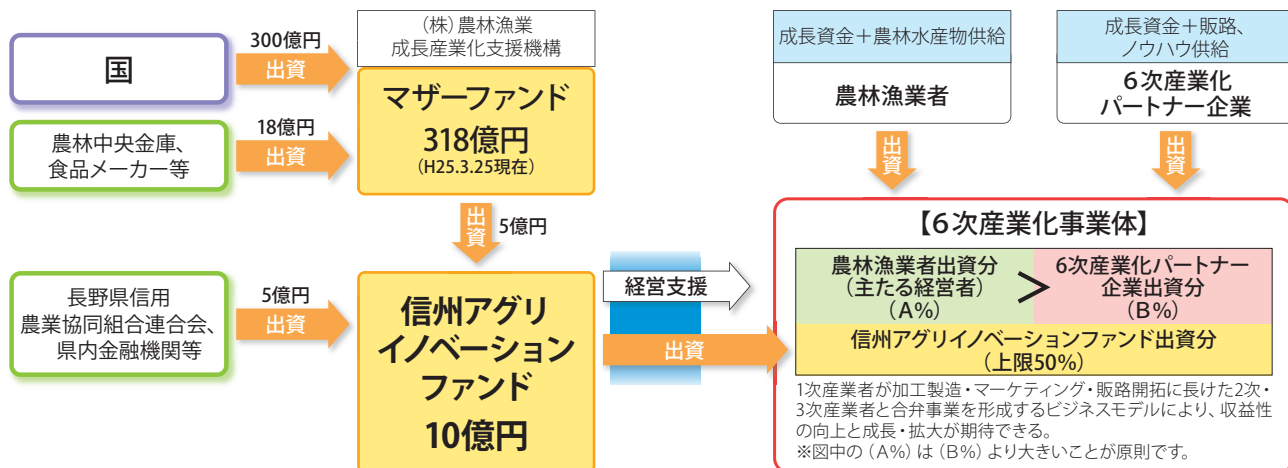 国
300億円
出資
(株)農林漁業
成長産業化支援機構
マザーファンド
318億円
(H25.3.25現在)
農林中央金庫、
食品メーカー等
18億円
出資
出資
5億円
長野県信用
農業協同組合連合会、
県内金融機関等
5億円
出資
信州アグリ
イノベーション
ファンド
10億円
経営支援
出資
成長資金＋農林水産物供給
農林漁業者
出資
成長資金＋販路、
ノウハウ供給
6次産業化
パートナー企業
出資
【6次産業化事業体】
農林漁業者出資分
(主たる経営者)
(A%)
>
6次産業化パートナー
企業出資分
(B%)
信州アグリイノベーションファンド出資分
(上限50%)
1次産業者が加工製造・マーケティング・販路開拓に長けた2次・
3次産業者と合弁事業を形成するビジネスモデルにより、収益性
の向上と成長・拡大が期待できる。
※図中の(A%)は(B%)より大きいことが原則です。